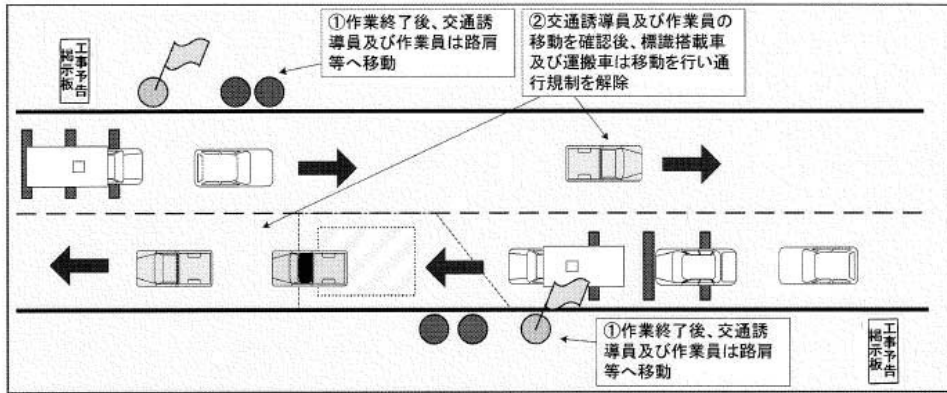 工事予告
掲示板
①作業終了後、交通誘
導員及び作業員は路肩
等へ移動
②交通誘導員及び作業員の
移動を確認後、標識搭載車
及び運搬車は移動を行い通
行規制を解除
①作業終了後、交通誘
導員及び作業員は路肩
等へ移動
工事予告
掲示板